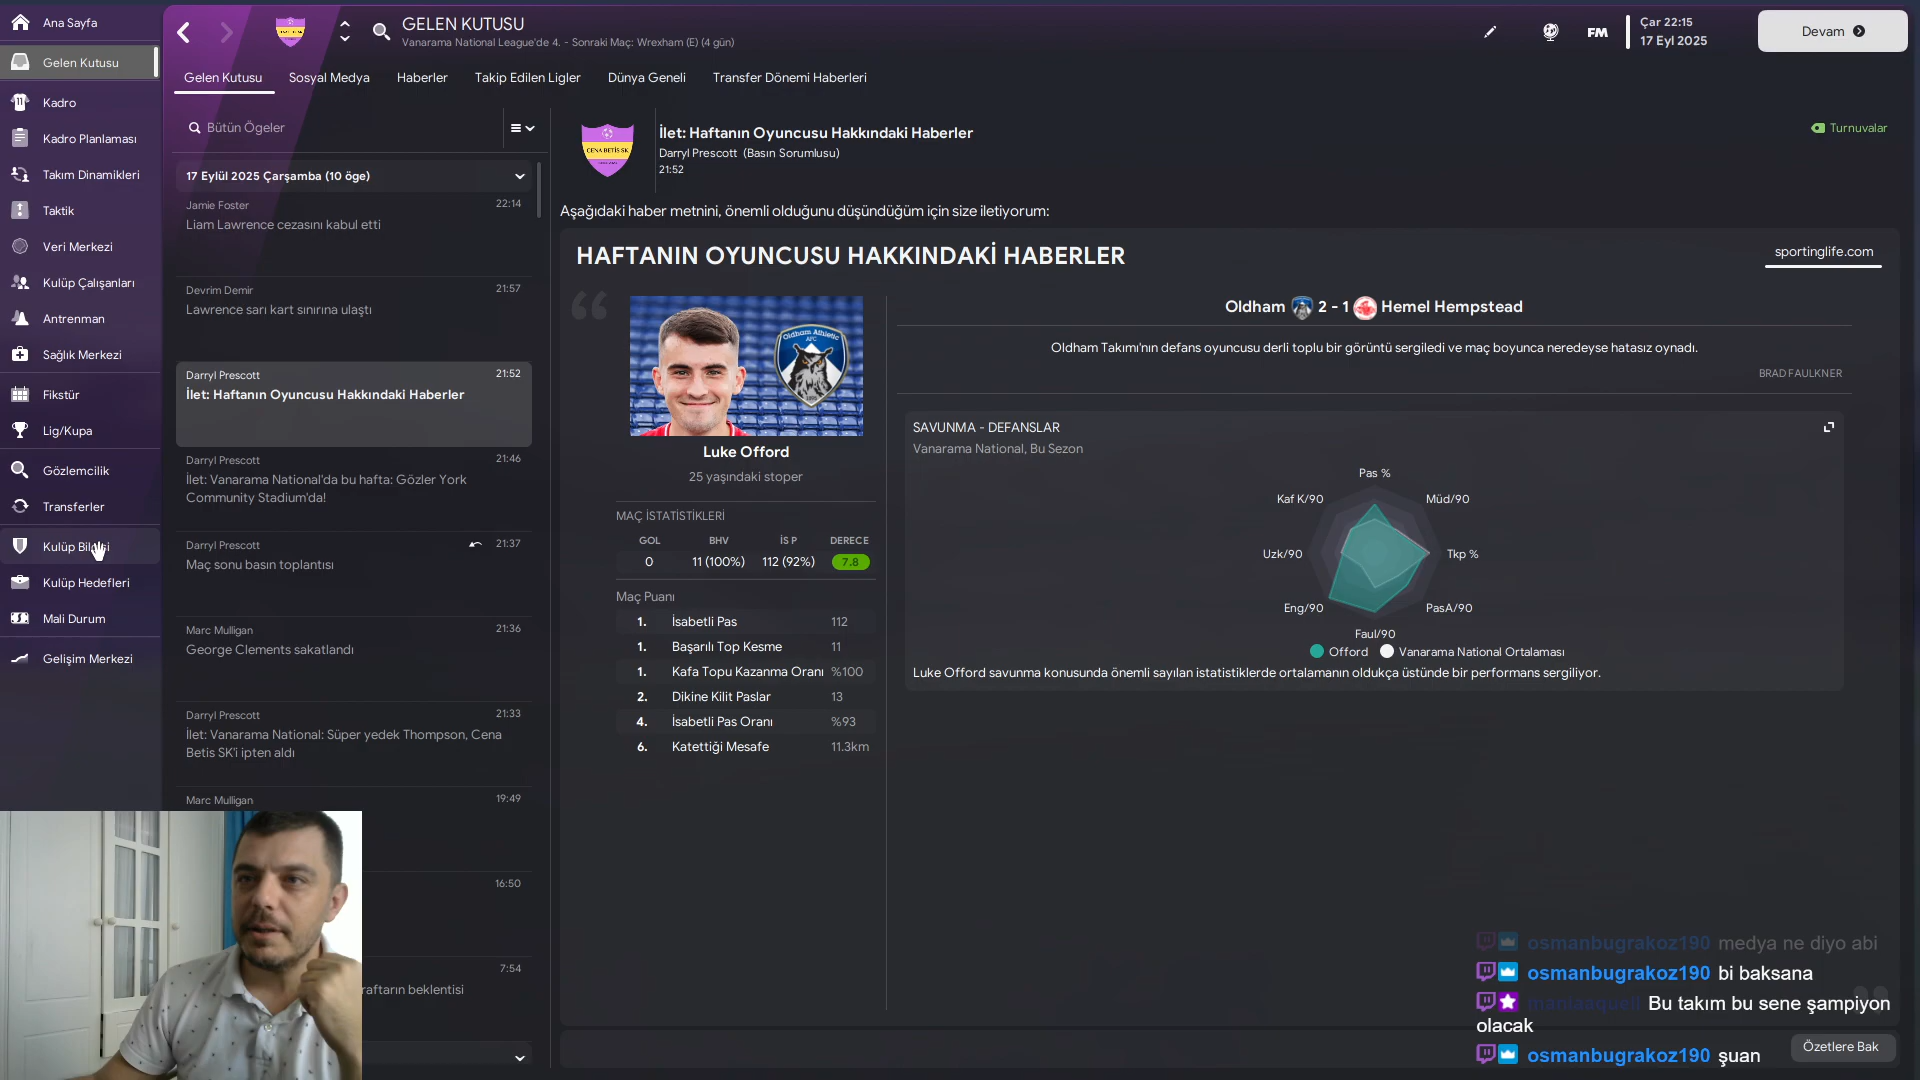 Ana Sayfa
Gelen Kutusu
Kadro
Kadro Planlaması
Takım Dinamikleri
Taktik
Veri Merkezi
Kulüp Çalışanları
Antrenman
Sağlık Merkezi
Fikstür
Lig/Kupa
Gözlemcilik
Transferler
Kulüp
Kulüp Hedefleri
Mali Durum
Gelişim Merkezi
GELEN KUTUSU
Vanarama National League'de 4. - Sonraki Maç: Wrexham (E) (4 gün)
FM
Çar 22:15
17 Eyl 2025
Devam
Gelen Kutusu Sosyal Medya Haberler Takip Edilen Ligler Dünya Geneli Transfer Dönemi Haberleri
Bütün Ögeler
17 Eylül 2025 Çarşamba (10 öge)
Jamie Foster 22:14
Liam Lawrence cezasını kabul etti
Devrim Demir 21:57
Lawrence sarı kart sınırına ulaştı
Darryl Prescott 21:52
İlet: Haftanın Oyuncusu Hakkındaki Haberler
Darryl Prescott 21:46
İlet: Vanarama National'da bu hafta: Gözler York
Community Stadium'da!
Darryl Prescott 21:37
Maç sonu basın toplantısı
Marc Mulligan 21:36
George Clements sakatlandı
Darryl Prescott 21:33
İlet: Vanarama National: Süper yedek Thompson, Cena
Betis SK'i ipten aldı
Marc Mulligan 19:49
16:50
7:54
raftarın beklentisi
CENA BETIS SK
İlet: Haftanın Oyuncusu Hakkındaki Haberler
Darryl Prescott (Basın Sorumlusu)
21:52
Turnuvalar
Aşağıdaki haber metnini, önemli olduğunu düşündüğüm için size iletiyorum:
HAFTANIN OYUNCUSU HAKKINDAKİ HABERLER
sportinglife.com
Oldham Athletic
AFC
1895
Luke Offord
25 yaşındaki stoper
MAÇ İSTATİSTİKLERİ
GOL BHV İS P DERECE
0 11 (100%) 112 (92%) 7.8
Maç Puanı
1. İsabetli Pas 112
1. Başarılı Top Kesme 11
1. Kafa Topu Kazanma Oranı %100
2. Dikine Kilit Paslar 13
4. İsabetli Pas Oranı %93
6. Katettiği Mesafe 11.3km
Oldham 2 - 1 Hemel Hempstead
Oldham Takımı'nın defans oyuncusu derli toplu bir görüntü sergiledi ve maç boyunca neredeyse hatasız oynadı.
BRAD FAULKNER
SAVUNMA - DEFANSLAR
Vanarama National, Bu Sezon
Pas %
Kaf K/90 Müd/90
Uzk/90 Tkp %
Eng/90 PasA/90
Faul/90
Offord Vanarama National Ortalaması
Luke Offord savunma konusunda önemli sayılan istatistiklerde ortalamanın oldukça üstünde bir performans sergiliyor.
osmanbugrakoz190 medya ne diyo abi
osmanbugrakoz190 bi baksana
Bu takım bu sene şampiyon
olacak
osmanbugrakoz190 şuan
Özetlere Bak